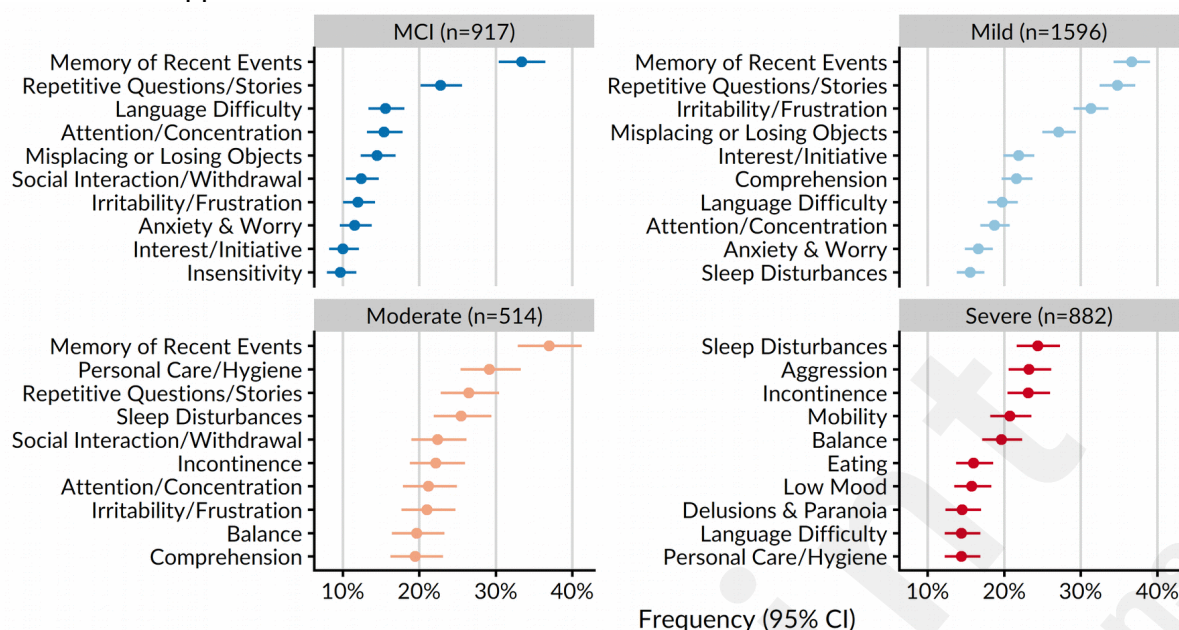 MCI (n=917)
Memory of Recent Events
Repetitive Questions/Stories
Language Difficulty
Attention/Concentration
Misplacing or Losing Objects
Social Interaction/Withdrawal
Irritability/Frustration
Anxiety & Worry
Interest/Initiative
Insensitivity
Mild (n=1596)
Memory of Recent Events
Repetitive Questions/Stories
Irritability/Frustration
Misplacing or Losing Objects
Interest/Initiative
Comprehension
Language Difficulty
Attention/Concentration
Anxiety & Worry
Sleep Disturbances
Moderate (n=514)
Memory of Recent Events
Personal Care/Hygiene
Repetitive Questions/Stories
Sleep Disturbances
Social Interaction/Withdrawal
Incontinence
Attention/Concentration
Irritability/Frustration
Balance
Comprehension
10% 20% 30% 40%
Severe (n=882)
Sleep Disturbances
Aggression
Incontinence
Mobility
Balance
Eating
Low Mood
Delusions & Paranoia
Language Difficulty
Personal Care/Hygiene
10% 20% 30% 40%
Frequency (95% CI)